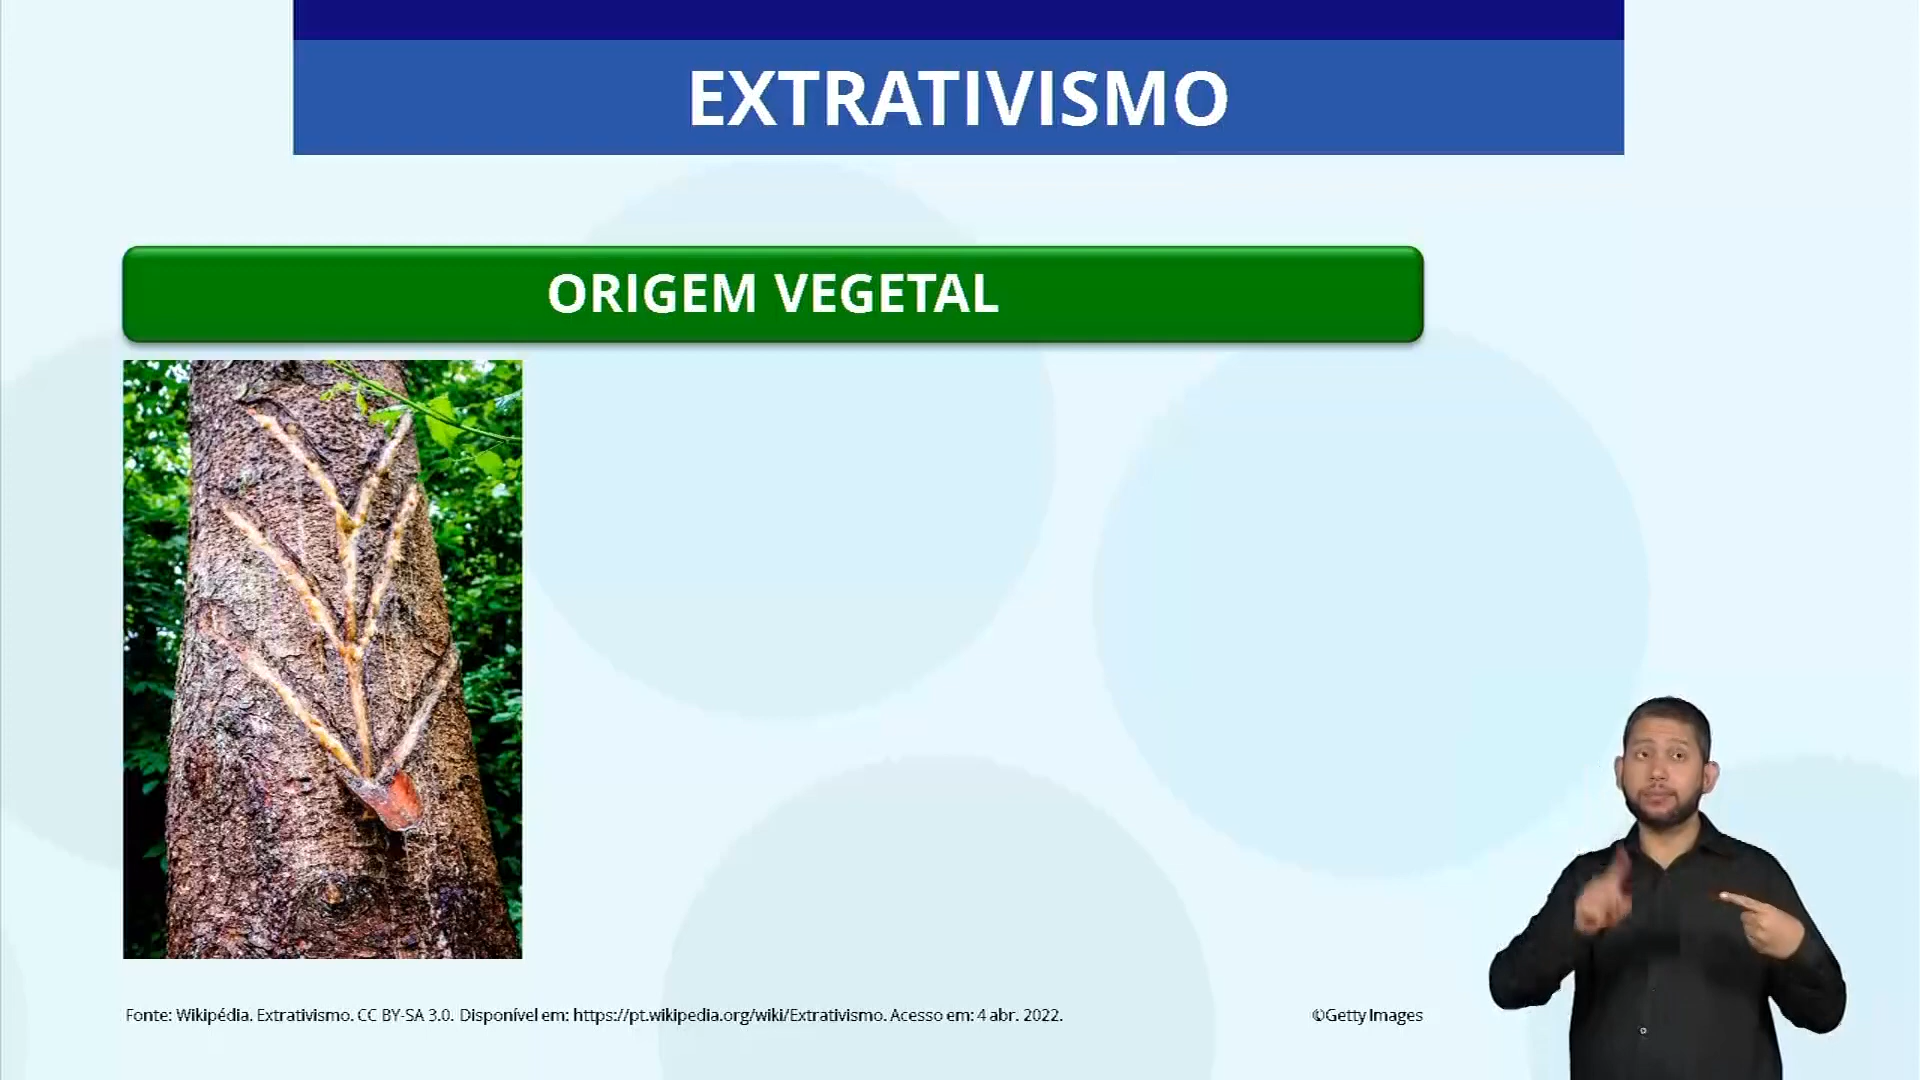 EXTRATIVISMO
ORIGEM VEGETAL
Fonte: Wikipédia. Extrativismo. CC BY-SA 3.0. Disponível em: https://pt.wikipedia.org/wiki/Extrativismo. Acesso em: 4 abr. 2022.
©Getty Images